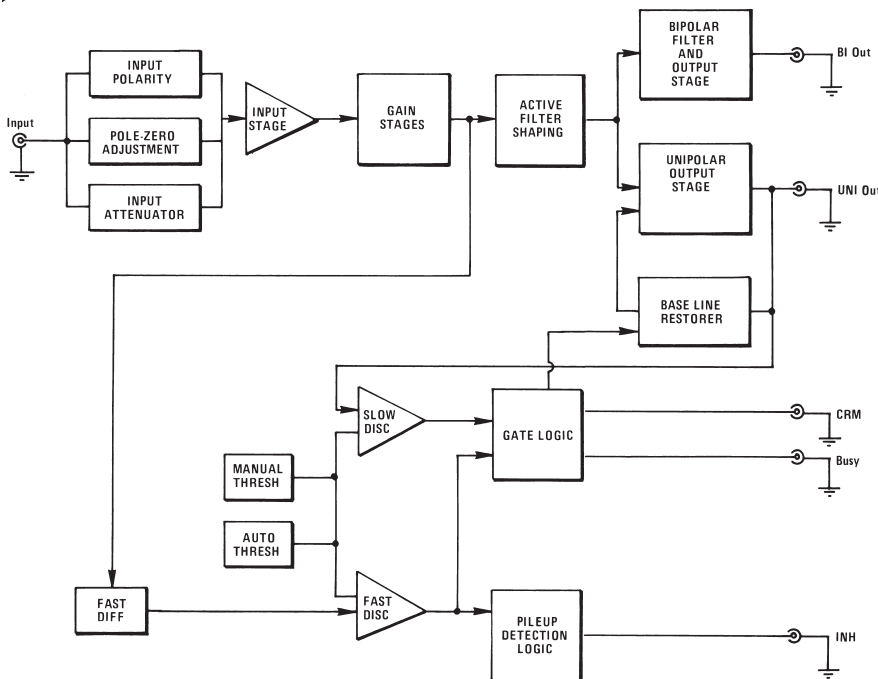 BIPOLAR
FILTER
AND
OUTPUT
STAGE
BI Out
INPUT
POLARITY
Input
POLE-ZERO
ADJUSTMENT
INPUT
ATTENUATOR
INPUT
STAGE
GAIN
STAGES
ACTIVE
FILTER
SHAPING
UNIPOLAR
OUTPUT
STAGE
UNI Out
BASE LINE
RESTORER
SLOW
DISC
GATE LOGIC
CRM
Busy
MANUAL
THRESH
AUTO
THRESH
FAST
DIFF
FAST
DISC
PILEUP
DETECTION
LOGIC
INH